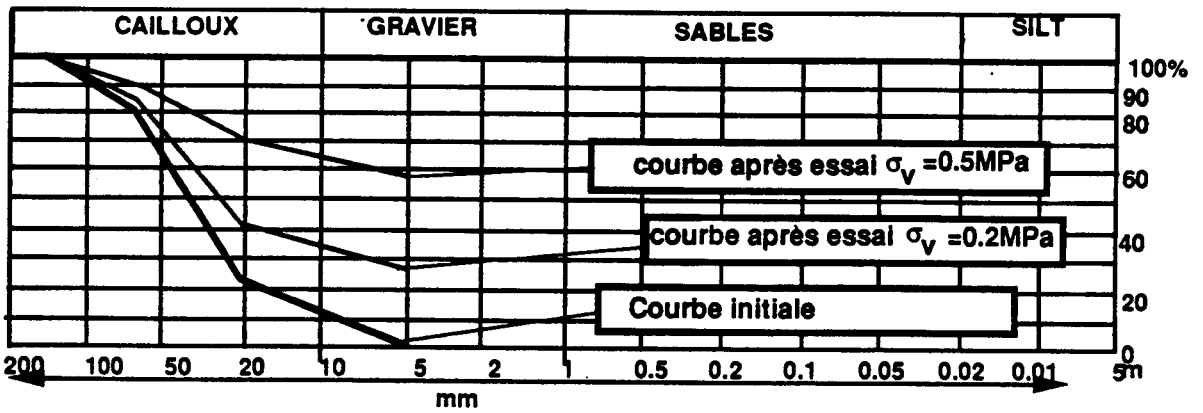 CAILLOUX GRAVIER SABLES SILT
100%
90
80
courbe après essai σv =0.5MPa
60
courbe après essai σv =0.2MPa
40
20
Courbe initiale
0
200 100 50 20 10 5 2 1 0.5 0.2 0.1 0.05 0.02 0.01 5m
mm